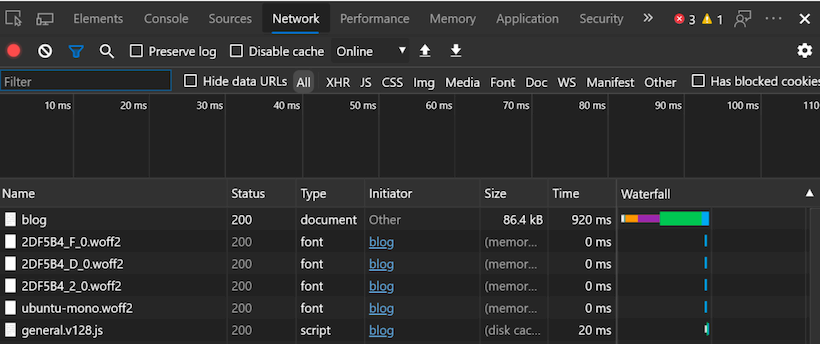 Elements Console Sources Network Performance Memory Application Security » 3 1
Preserve log Disable cache Online
Filter Hide data URLs All XHR JS CSS Img Media Font Doc WS Manifest Other Has blocked cookies
10 ms 20 ms 30 ms 40 ms 50 ms 60 ms 70 ms 80 ms 90 ms 100 ms 110
Name Status Type Initiator Size Time Waterfall
blog 200 document Other 86.4 kB 920 ms
2DF5B4_F_0.woff2 200 font blog (memor... 0 ms
2DF5B4_D_0.woff2 200 font blog (memor... 0 ms
2DF5B4_2_0.woff2 200 font blog (memor... 0 ms
ubuntu-mono.woff2 200 font blog (memor... 0 ms
general.v128.js 200 script blog (disk cac... 20 ms